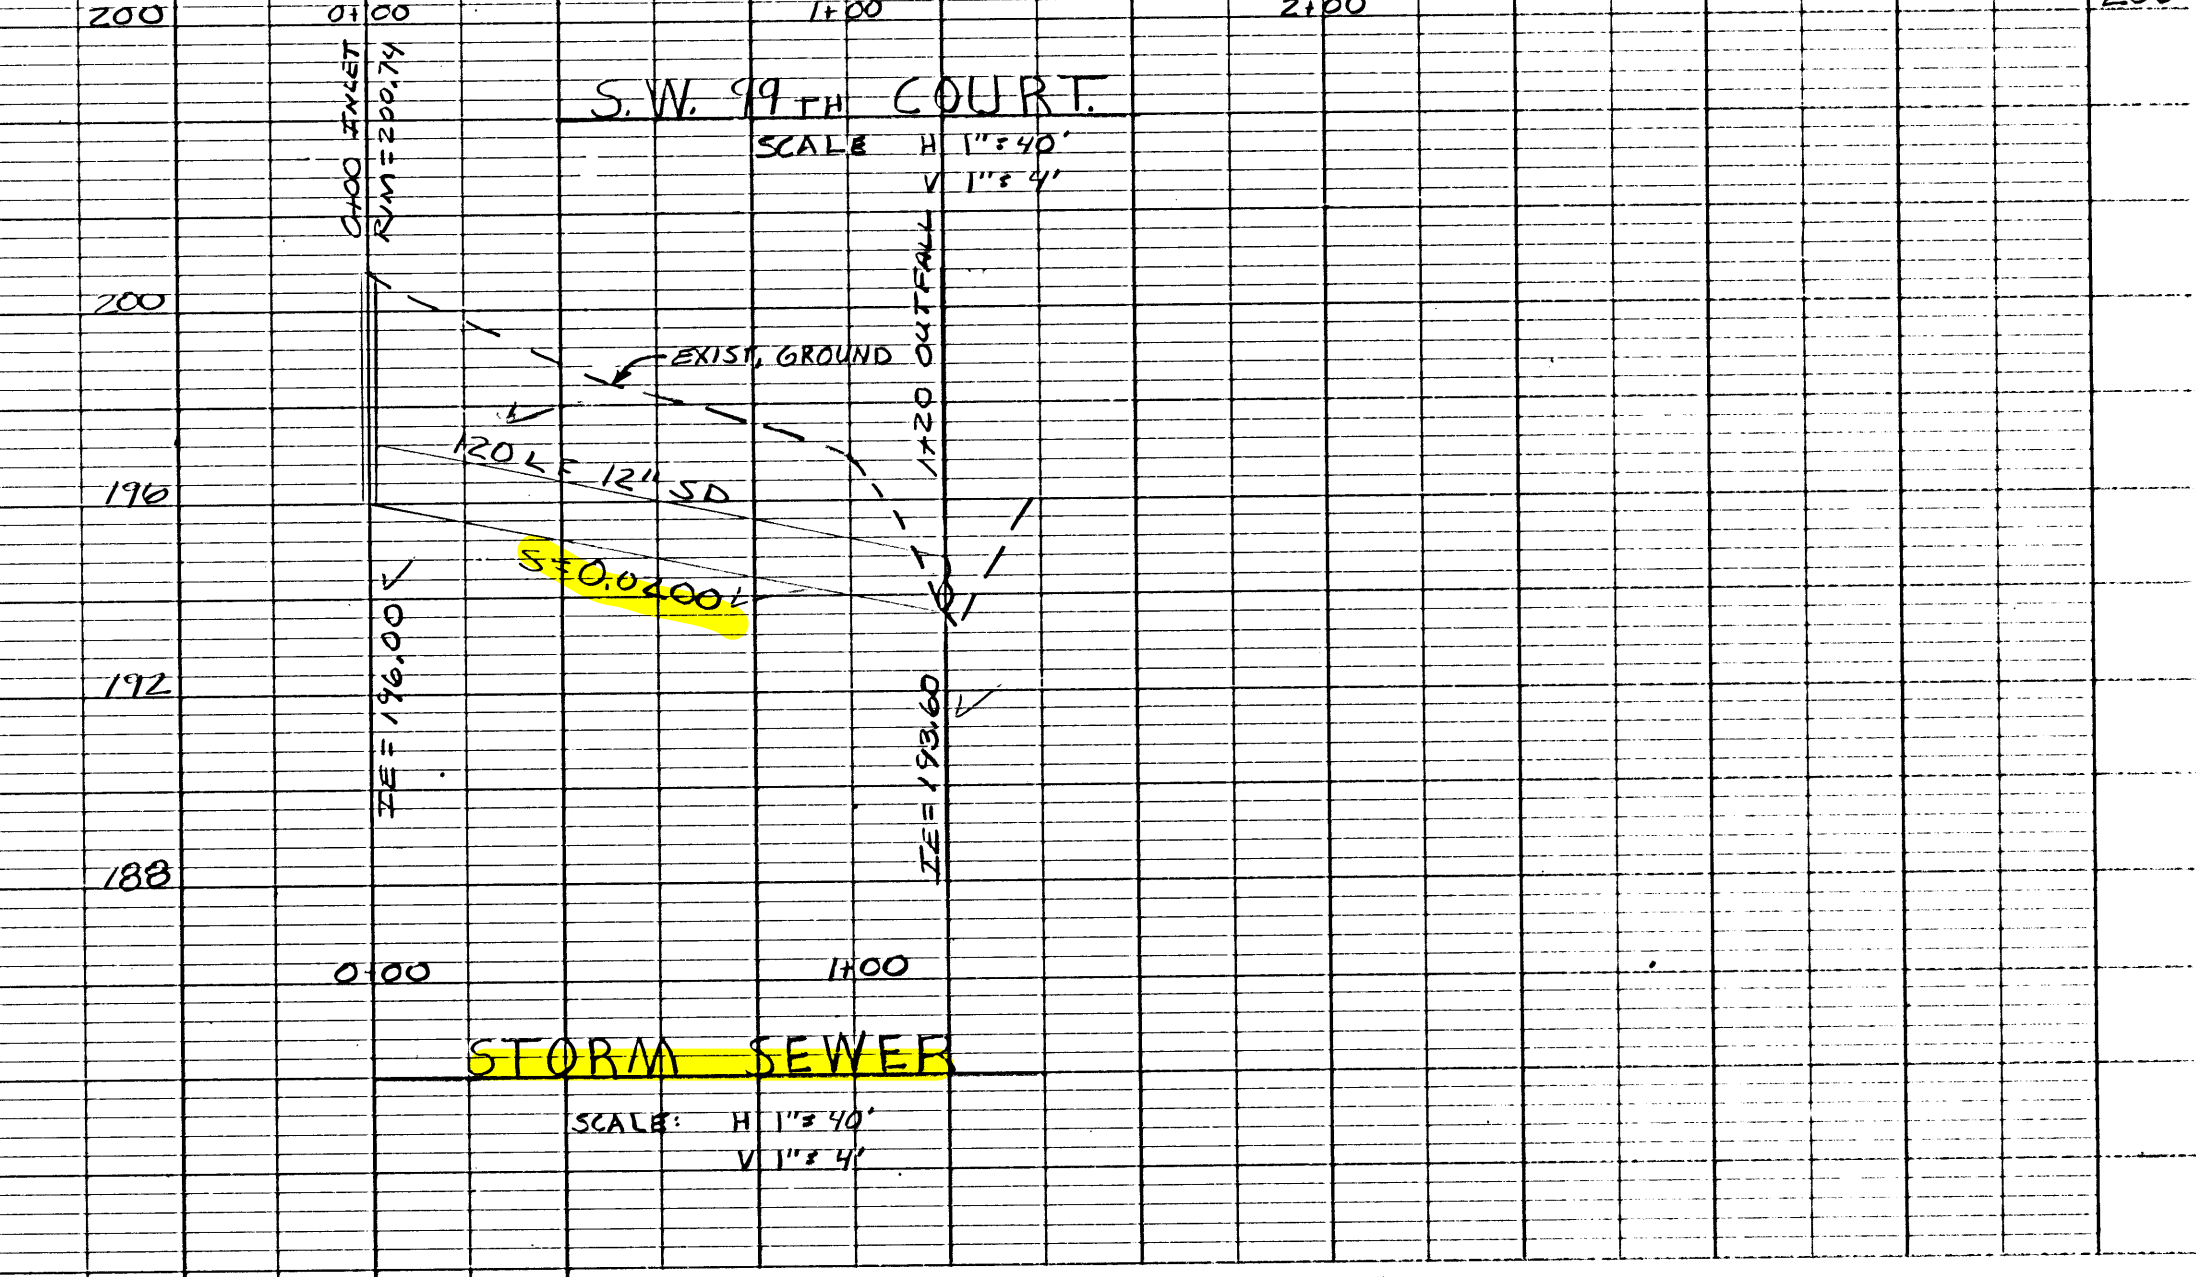 200 0+00 1+00 2+00
0+00 INLET
RIM=200.74
S.W. 99TH COURT.
SCALE H 1"=40'
V 1"=4'
1+20 OUTFALL
200
EXIST. GROUND
120 LF 12" SD
196
S=0.0200
IE=196.00
192
IE=193.60
188
0+00 1+00
STORM SEWER
SCALE: H 1"=40'
V 1"=4'